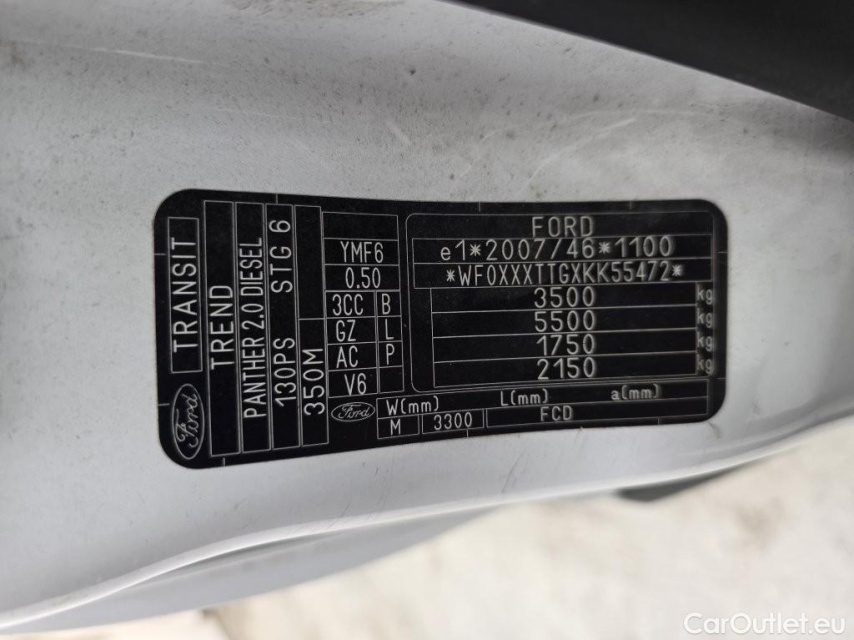 TRANSIT
TREND
PANTHER 2.0 DIESEL
130PS STG 6
350M
YMF6
0.50
3CC B
GZ L
AC P
V6
Ford
FORD
e1*2007/46*1100
*WF0XXXTTGXKK55472*
3500 kg
5500 kg
1750 kg
2150 kg
Ford
W(mm) L(mm) a(mm)
M 3300 FCD
CarOutlet.eu